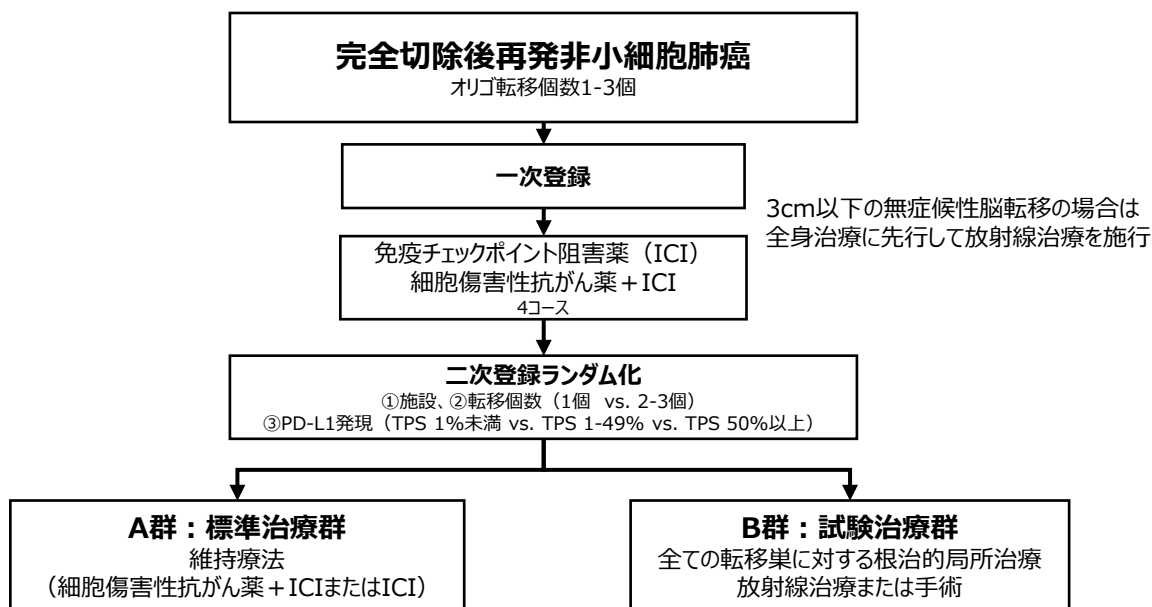 完全切除後再発非小細胞肺癌
オリゴ転移個数1-3個
一次登録
3cm以下の無症候性脳転移の場合は
全身治療に先行して放射線治療を施行
免疫チェックポイント阻害薬（ICI）
細胞傷害性抗がん薬＋ICI
4コース
二次登録ランダム化
①施設、②転移個数（1個 vs. 2-3個）
③PD-L1発現（TPS 1%未満 vs. TPS 1-49% vs. TPS 50%以上）
A群：標準治療群
維持療法
（細胞傷害性抗がん薬＋ICIまたはICI）
B群：試験治療群
全ての転移巣に対する根治的局所治療
放射線治療または手術